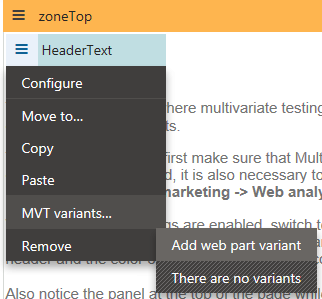 zoneTop
HeaderText
Configure
Move to...
here multivariate testing
Copy
ts.
first make sure that Mult
Paste
d, it is also necessary to
marketing -> Web analy
MVT variants...
gs are enabled, switch to
Remove
Add web part variant
header and the color
There are no variants
Also notice the panel at the top of the page while